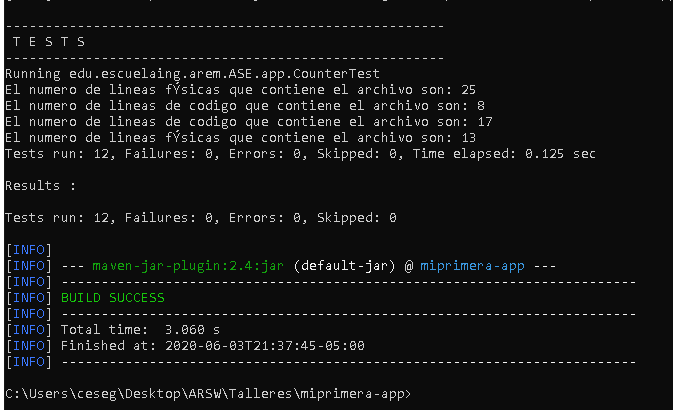 -------------------------------------------------------
 T E S T S
-------------------------------------------------------
Running edu.escuelaing.arem.ASE.app.CounterTest
El numero de lineas fÝsicas que contiene el archivo son: 25
El numero de lineas de codigo que contiene el archivo son: 8
El numero de lineas de codigo que contiene el archivo son: 17
El numero de lineas fÝsicas que contiene el archivo son: 13
Tests run: 12, Failures: 0, Errors: 0, Skipped: 0, Time elapsed: 0.125 sec
Results :
Tests run: 12, Failures: 0, Errors: 0, Skipped: 0
[INFO]
[INFO] --- maven-jar-plugin:2.4:jar (default-jar) @ miprimera-app ---
[INFO] ------------------------------------------------------------------------
[INFO] BUILD SUCCESS
[INFO] ------------------------------------------------------------------------
[INFO] Total time:  3.060 s
[INFO] Finished at: 2020-06-03T21:37:45-05:00
[INFO] ------------------------------------------------------------------------
C:\Users\ceseg\Desktop\ARSW\Talleres\miprimera-app>